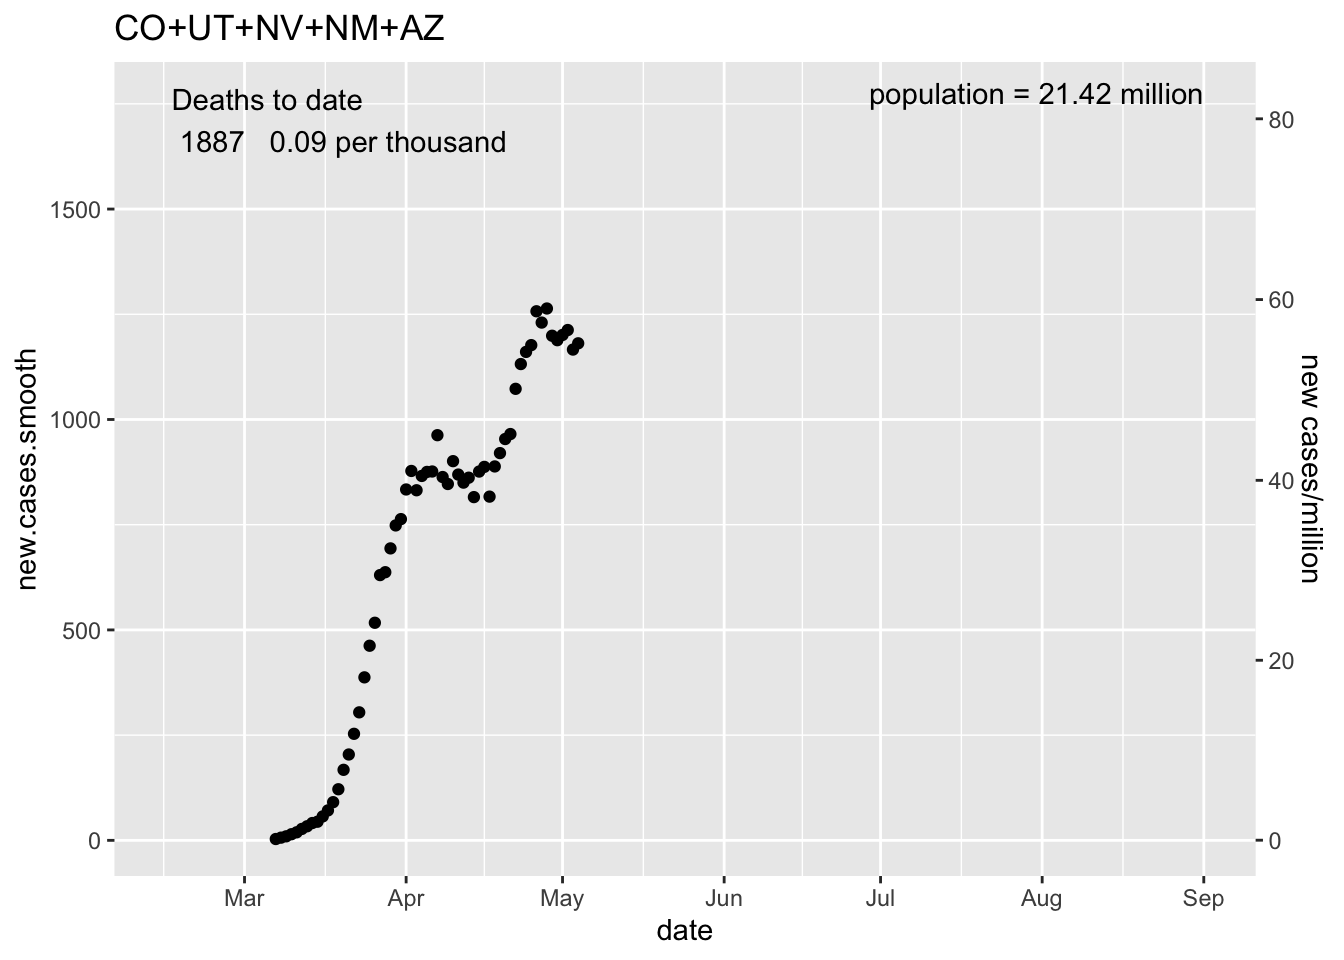 CO+UT+NV+NM+AZ
Deaths to date
1887 0.09 per thousand
population = 21.42 million
new.cases.smooth
1500
1000
500
0
80
60
40
20
0
new cases/million
Mar Apr May Jun Jul Aug Sep
date